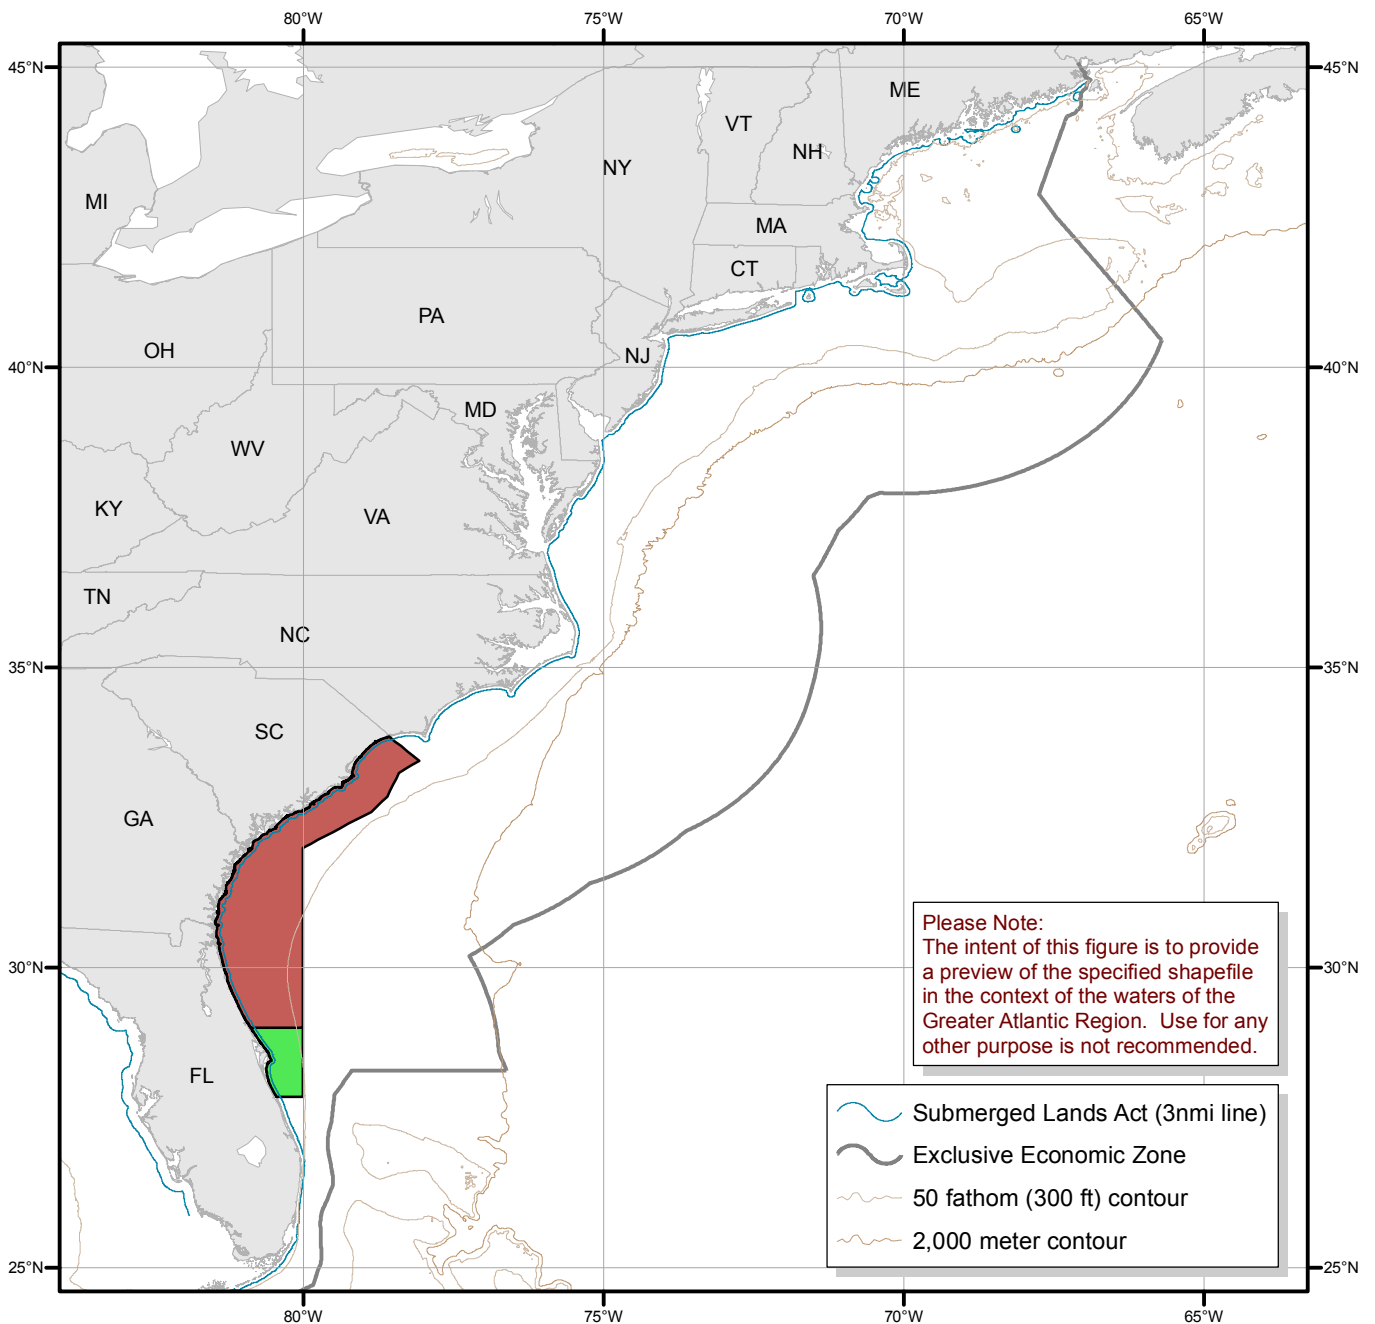 80°W
75°W
70°W
65°W
45°N
45°N
ME
VT
NH
NY
MI
MA
CT
PA
OH
NJ
40°N
40°N
MD
WV
KY
VA
TN
NC
35°N
35°N
SC
GA
Please Note:
The intent of this figure is to provide
a preview of the specified shapefile
in the context of the waters of the
Greater Atlantic Region.  Use for any
other purpose is not recommended.
30°N
30°N
FL
Submerged Lands Act (3nmi line)
Exclusive Economic Zone
50 fathom (300 ft) contour
2,000 meter contour
25°N
25°N
80°W
75°W
70°W
65°W